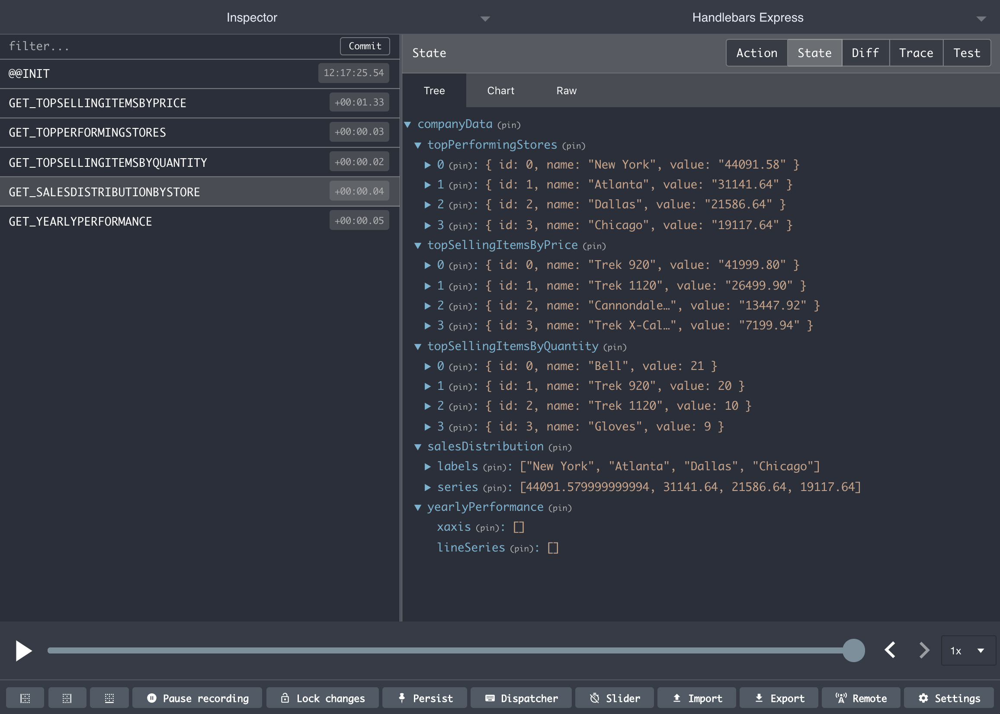 Inspector
Handlebars Express
filter...
Commit
@@INIT
12:17:25.54
GET_TOPSELLINGITEMSBYPRICE
+00:01.33
GET_TOPPERFORMINGSTORES
+00:00.03
GET_TOPSELLINGITEMSBYQUANTITY
+00:00.02
GET_SALESDISTRIBUTIONBYSTORE
+00:00.04
GET_YEARLYPERFORMANCE
+00:00.05
State
Action State Diff Trace Test
Tree Chart Raw
companyData (pin)
topPerformingStores (pin)
0 (pin): { id: 0, name: "New York", value: "44091.58" }
1 (pin): { id: 1, name: "Atlanta", value: "31141.64" }
2 (pin): { id: 2, name: "Dallas", value: "21586.64" }
3 (pin): { id: 3, name: "Chicago", value: "19117.64" }
topSellingItemsByPrice (pin)
0 (pin): { id: 0, name: "Trek 920", value: "41999.80" }
1 (pin): { id: 1, name: "Trek 1120", value: "26499.90" }
2 (pin): { id: 2, name: "Cannondale…", value: "13447.92" }
3 (pin): { id: 3, name: "Trek X-Cal…", value: "7199.94" }
topSellingItemsByQuantity (pin)
0 (pin): { id: 0, name: "Bell", value: 21 }
1 (pin): { id: 1, name: "Trek 920", value: 20 }
2 (pin): { id: 2, name: "Trek 1120", value: 10 }
3 (pin): { id: 3, name: "Gloves", value: 9 }
salesDistribution (pin)
labels (pin): ["New York", "Atlanta", "Dallas", "Chicago"]
series (pin): [44091.579999999994, 31141.64, 21586.64, 19117.64]
yearlyPerformance (pin)
xaxis (pin): []
lineSeries (pin): []
1x
Pause recording Lock changes Persist Dispatcher Slider Import Export Remote Settings